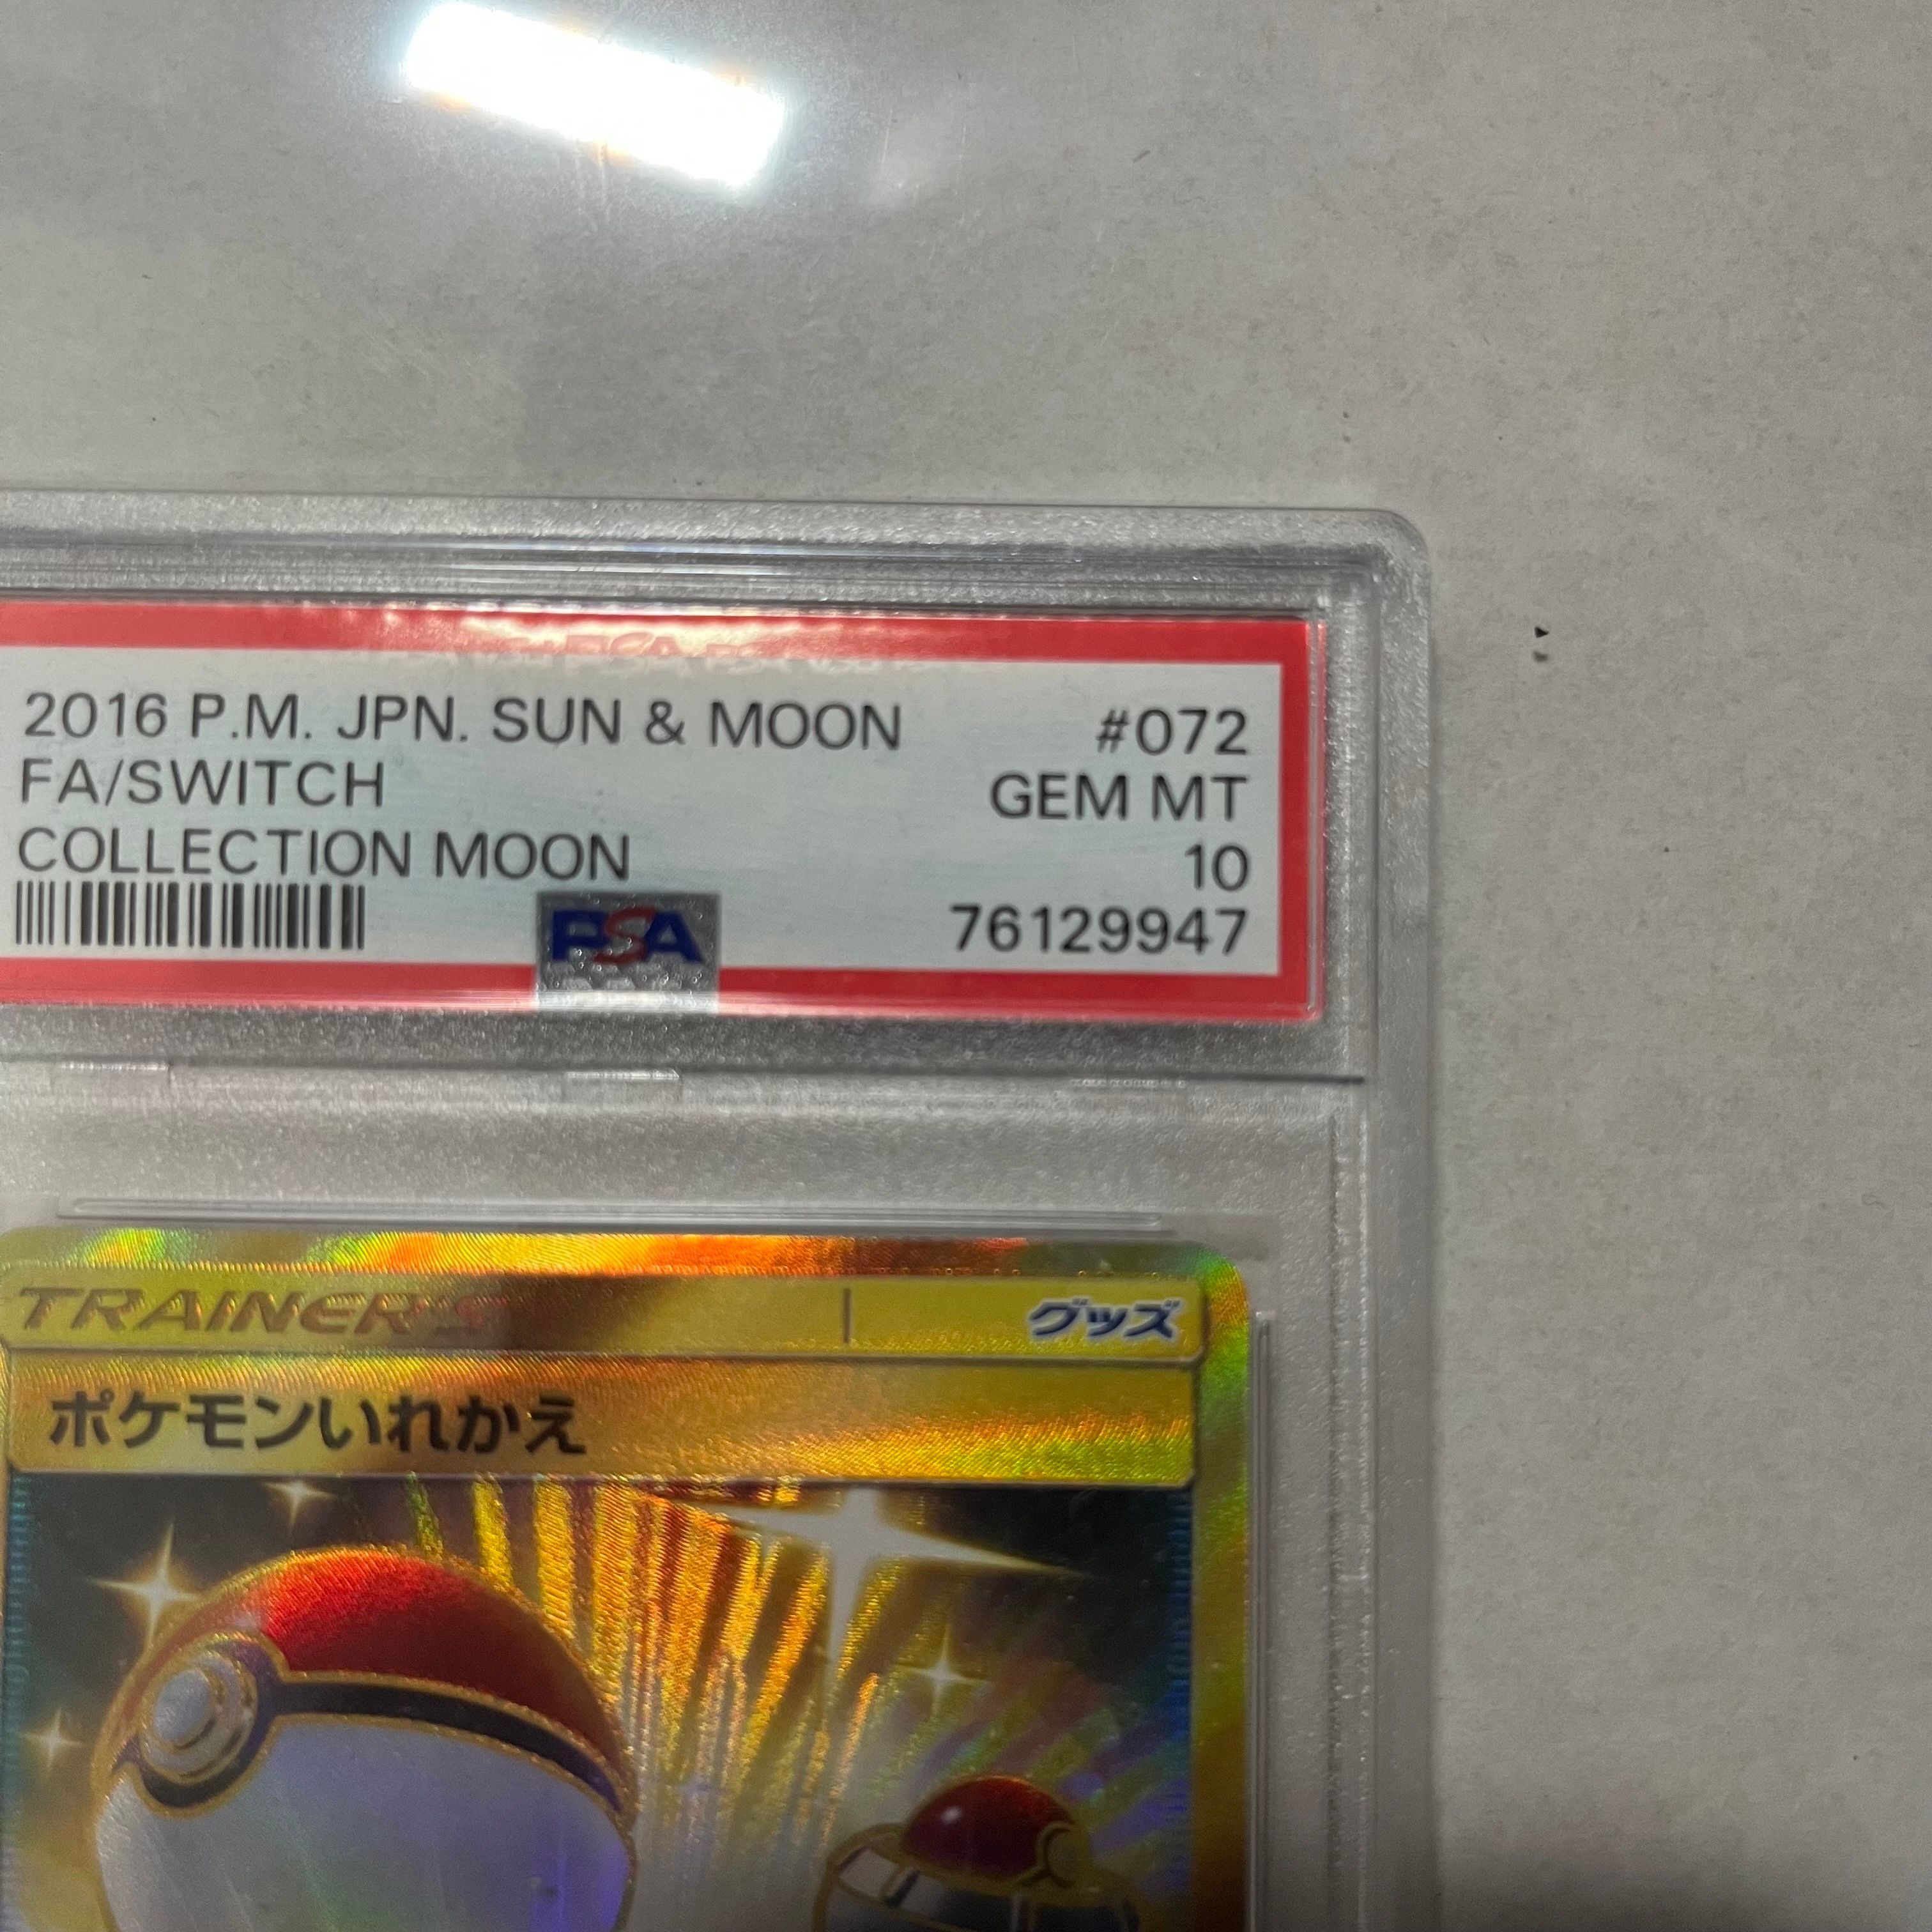 2016 P.M. JPN. SUN & MOON #072
FA/SWITCH GEM MT
COLLECTION MOON 10
PSA 76129947
TRAINER'S グッズ
ポケモンいれかえ